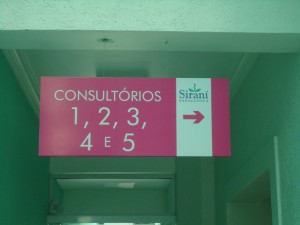 CONSULTÓRIOS
1, 2, 3,
4 E 5
Sirani